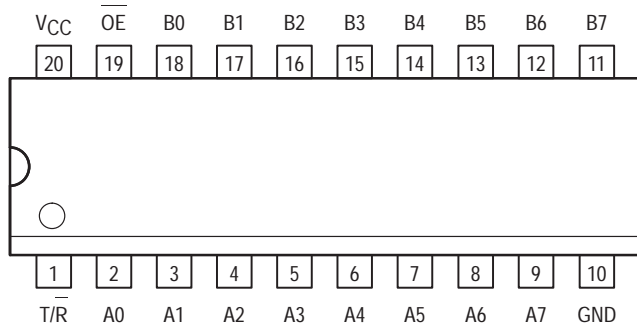 VCC OE B0 B1 B2 B3 B4 B5 B6 B7
20 19 18 17 16 15 14 13 12 11
1 2 3 4 5 6 7 8 9 10
T/R A0 A1 A2 A3 A4 A5 A6 A7 GND